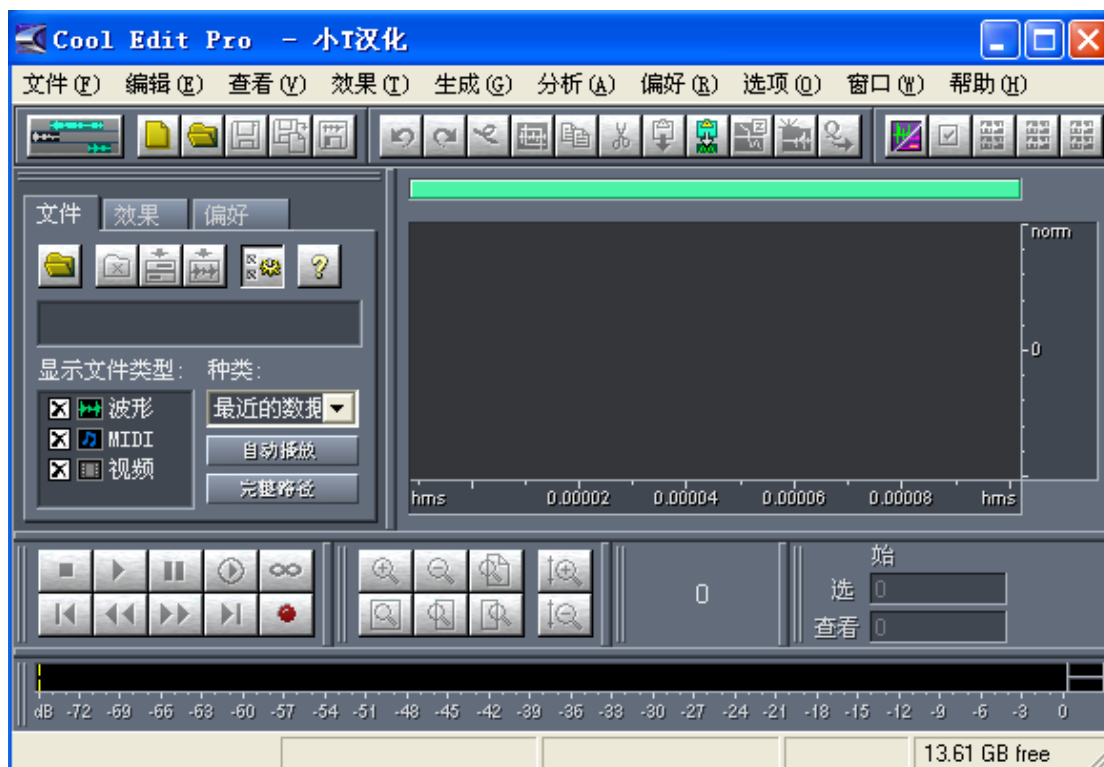 Cool Edit Pro - 小T汉化
文件(F) 编辑(E) 查看(V) 效果(T) 生成(G) 分析(A) 偏好(R) 选项(O) 窗口(W) 帮助(H)
文件 效果 偏好
norm
0
显示文件类型: 种类:
波形 最近的数据
MIDI 自动播放
视频 完整路径
hms 0.00002 0.00004 0.00006 0.00008 hms
始
0
选 0
查看 0
dB -72 -69 -66 -63 -60 -57 -54 -51 -48 -45 -42 -39 -36 -33 -30 -27 -24 -21 -18 -15 -12 -9 -6 -3 0
13.61 GB free